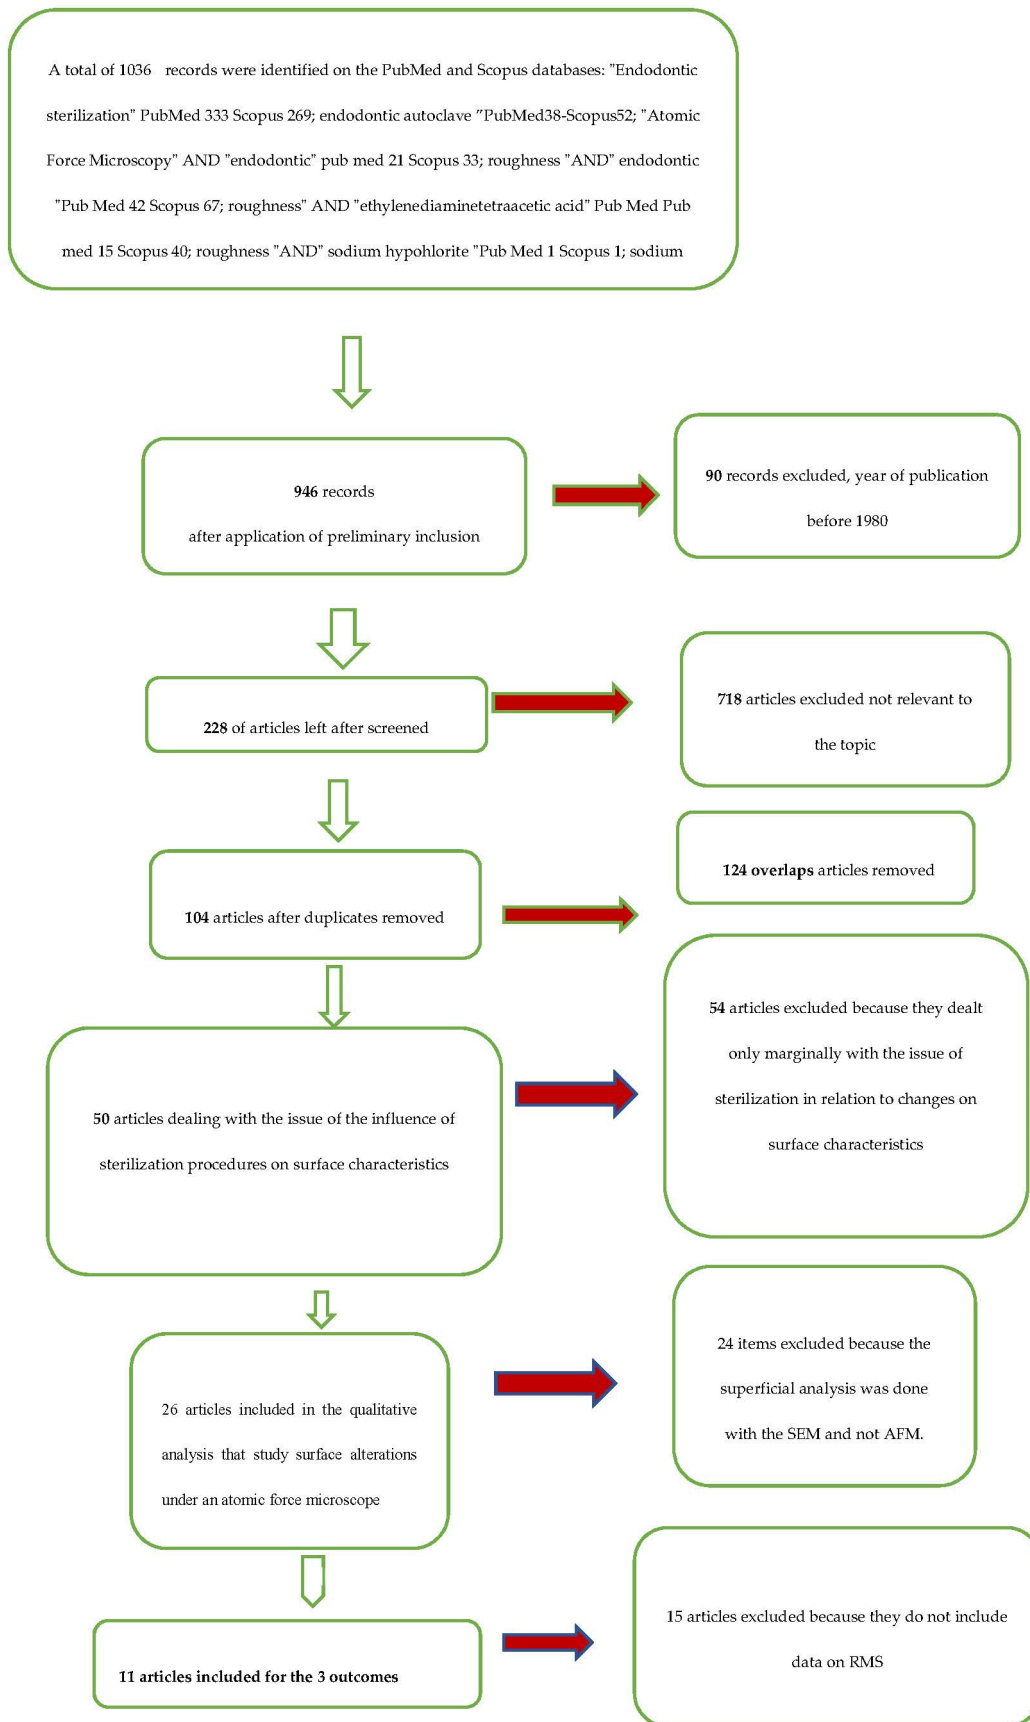 A total of 1036 records were identified on the PubMed and Scopus databases: "Endodontic
sterilization" PubMed 333 Scopus 269; endodontic autoclave "PubMed38-Scopus52; "Atomic
Force Microscopy" AND "endodontic" pub med 21 Scopus 33; roughness "AND" endodontic
"Pub Med 42 Scopus 67; roughness" AND "ethylenediaminetetraacetic acid" Pub Med Pub
med 15 Scopus 40; roughness "AND" sodium hypohlorite "Pub Med 1 Scopus 1; sodium
946 records
after application of preliminary inclusion
90 records excluded, year of publication
before 1980
228 of articles left after screened
718 articles excluded not relevant to
the topic
104 articles after duplicates removed
124 overlaps articles removed
50 articles dealing with the issue of the influence of
sterilization procedures on surface characteristics
54 articles excluded because they dealt
only marginally with the issue of
sterilization in relation to changes on
surface characteristics
26 articles included in the qualitative
analysis that study surface alterations
under an atomic force microscope
24 items excluded because the
superficial analysis was done
with the SEM and not AFM.
11 articles included for the 3 outcomes
15 articles excluded because they do not include
data on RMS